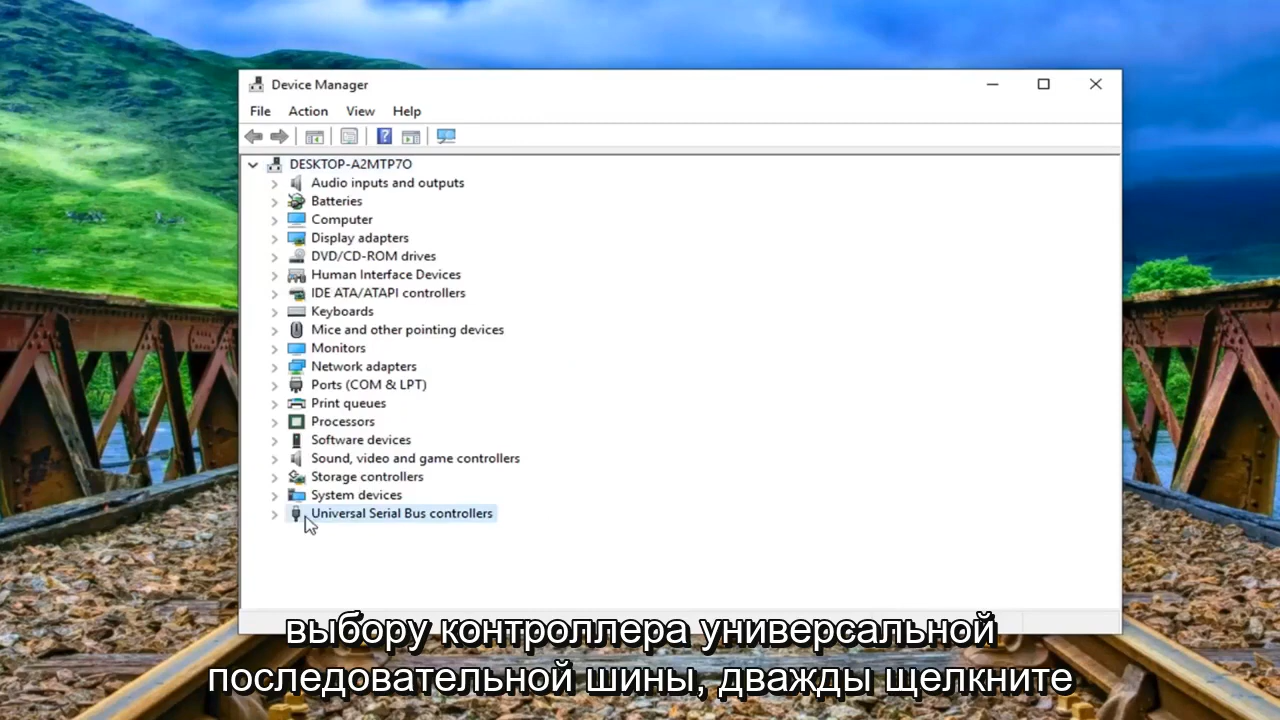 Device Manager
File Action View Help
DESKTOP-A2MTP7O
Audio inputs and outputs
Batteries
Computer
Display adapters
DVD/CD-ROM drives
Human Interface Devices
IDE ATA/ATAPI controllers
Keyboards
Mice and other pointing devices
Monitors
Network adapters
Ports (COM & LPT)
Print queues
Processors
Software devices
Sound, video and game controllers
Storage controllers
System devices
Universal Serial Bus controllers
выбору контроллера универсальной
последовательной шины, дважды щелкните